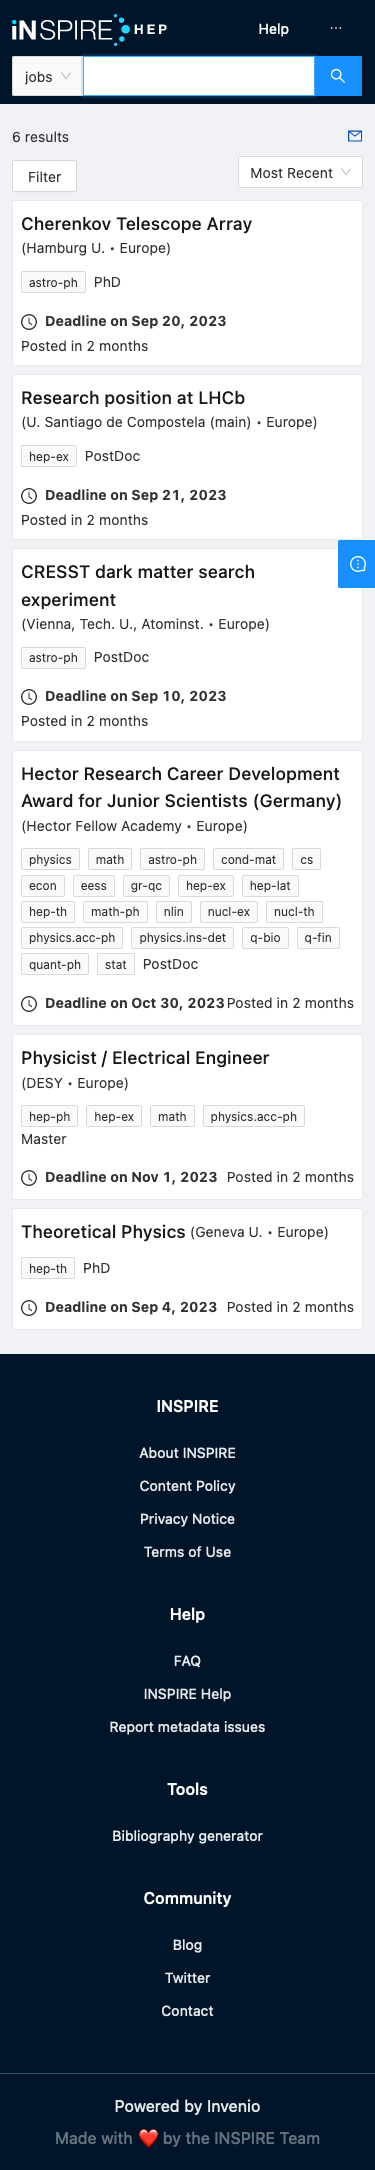 iNSPIRE HEP
Help ···
jobs
6 results
Filter
Most Recent
Cherenkov Telescope Array
(Hamburg U. • Europe)
astro-ph PhD
Deadline on Sep 20, 2023
Posted in 2 months
Research position at LHCb
(U. Santiago de Compostela (main) • Europe)
hep-ex PostDoc
Deadline on Sep 21, 2023
Posted in 2 months
CRESST dark matter search
experiment
(Vienna, Tech. U., Atominst. • Europe)
astro-ph PostDoc
Deadline on Sep 10, 2023
Posted in 2 months
Hector Research Career Development
Award for Junior Scientists (Germany)
(Hector Fellow Academy • Europe)
physics math astro-ph cond-mat cs
econ eess gr-qc hep-ex hep-lat
hep-th math-ph nlin nucl-ex nucl-th
physics.acc-ph physics.ins-det q-bio q-fin
quant-ph stat PostDoc
Deadline on Oct 30, 2023 Posted in 2 months
Physicist / Electrical Engineer
(DESY • Europe)
hep-ph hep-ex math physics.acc-ph
Master
Deadline on Nov 1, 2023 Posted in 2 months
Theoretical Physics (Geneva U. • Europe)
hep-th PhD
Deadline on Sep 4, 2023 Posted in 2 months
INSPIRE
About INSPIRE
Content Policy
Privacy Notice
Terms of Use
Help
FAQ
INSPIRE Help
Report metadata issues
Tools
Bibliography generator
Community
Blog
Twitter
Contact
Powered by Invenio
Made with ❤️ by the INSPIRE Team